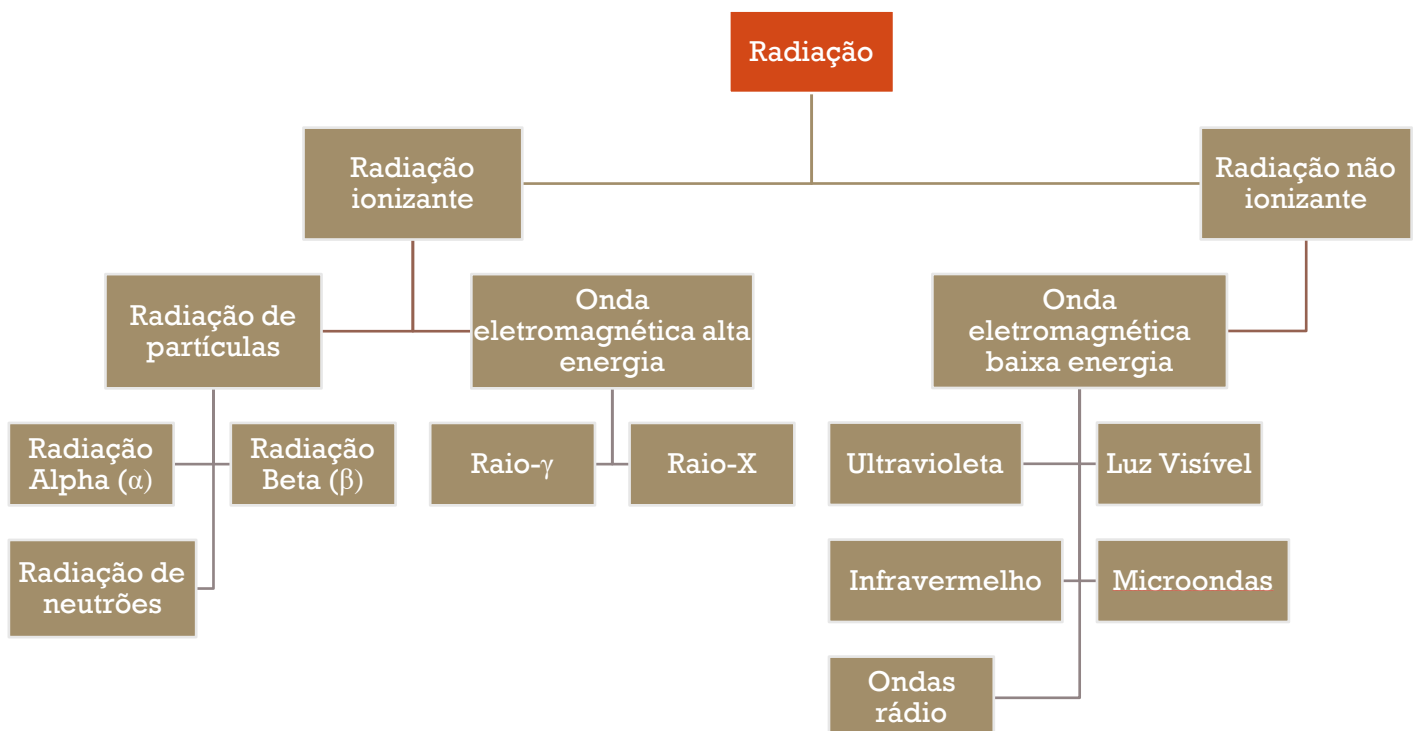 Radiação
Radiação
ionizante
Radiação não
ionizante
Radiação de
partículas
Onda
eletromagnética alta
energia
Onda
eletromagnética
baixa energia
Radiação
Alpha (α)
Radiação
Beta (β)
Raio-γ
Raio-X
Ultravioleta
Luz Visível
Radiação de
neutrões
Infravermelho
Microondas
Ondas
rádio